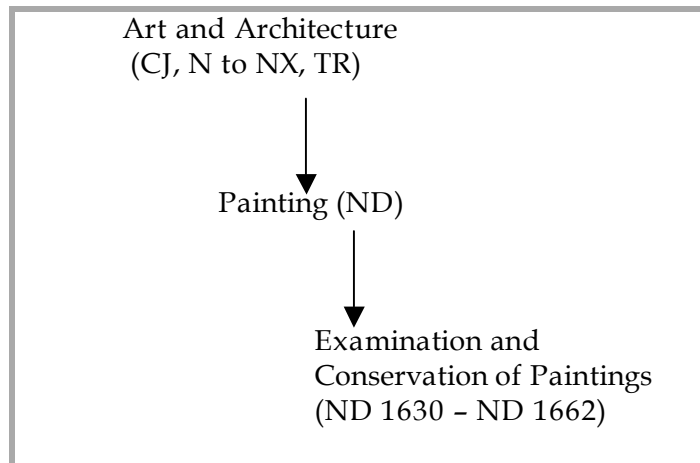 Art and Architecture
(CJ, N to NX, TR)
Painting (ND)
Examination and
Conservation of Paintings
(ND 1630 – ND 1662)